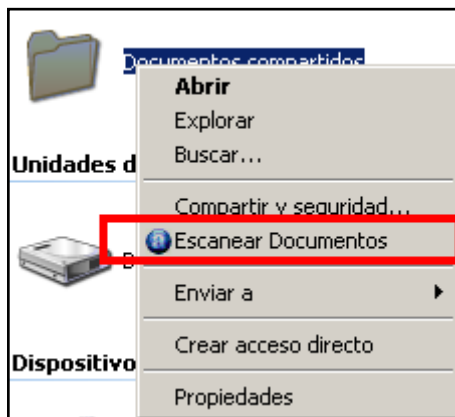 Documentos compartidos
Abrir
Explorar
Buscar...
Unidades d
Compartir y seguridad...
Escanear Documentos
D
Enviar a
Crear acceso directo
Dispositivo
Propiedades